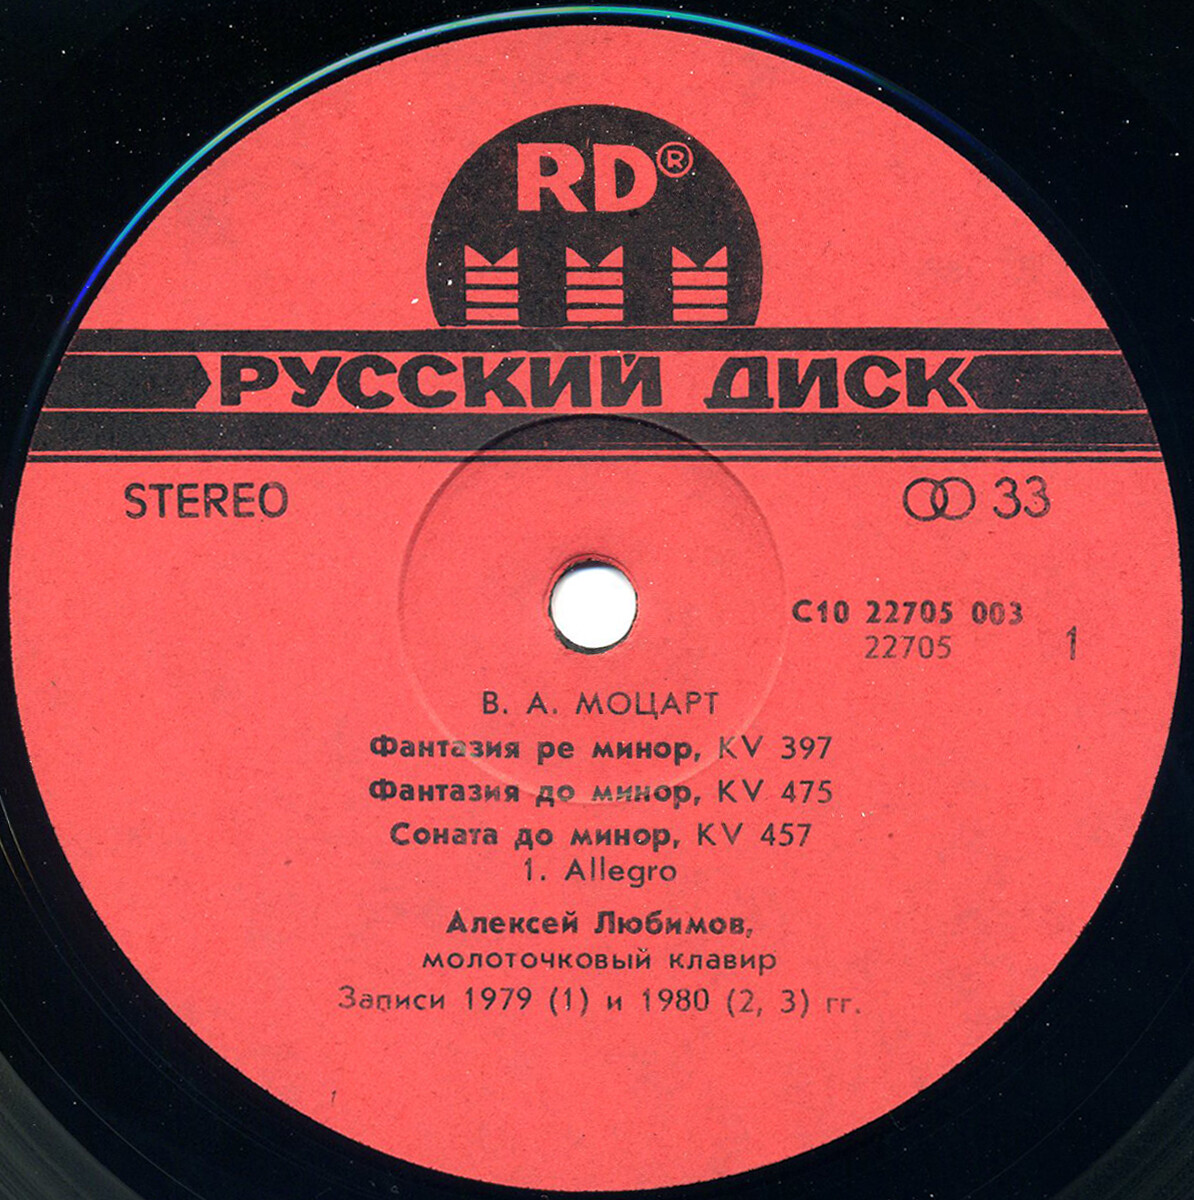 RD®
РУССКИЙ ДИСК
STEREO
33
С10 22705 003
22705
1
В. А. МОЦАРТ
Фантазия ре минор, KV 397
Фантазия до минор, KV 475
Соната до минор, KV 457
1. Allegro
Алексей Любимов,
молоточковый клавир
Записи 1979 (1) и 1980 (2, 3) гг.
1